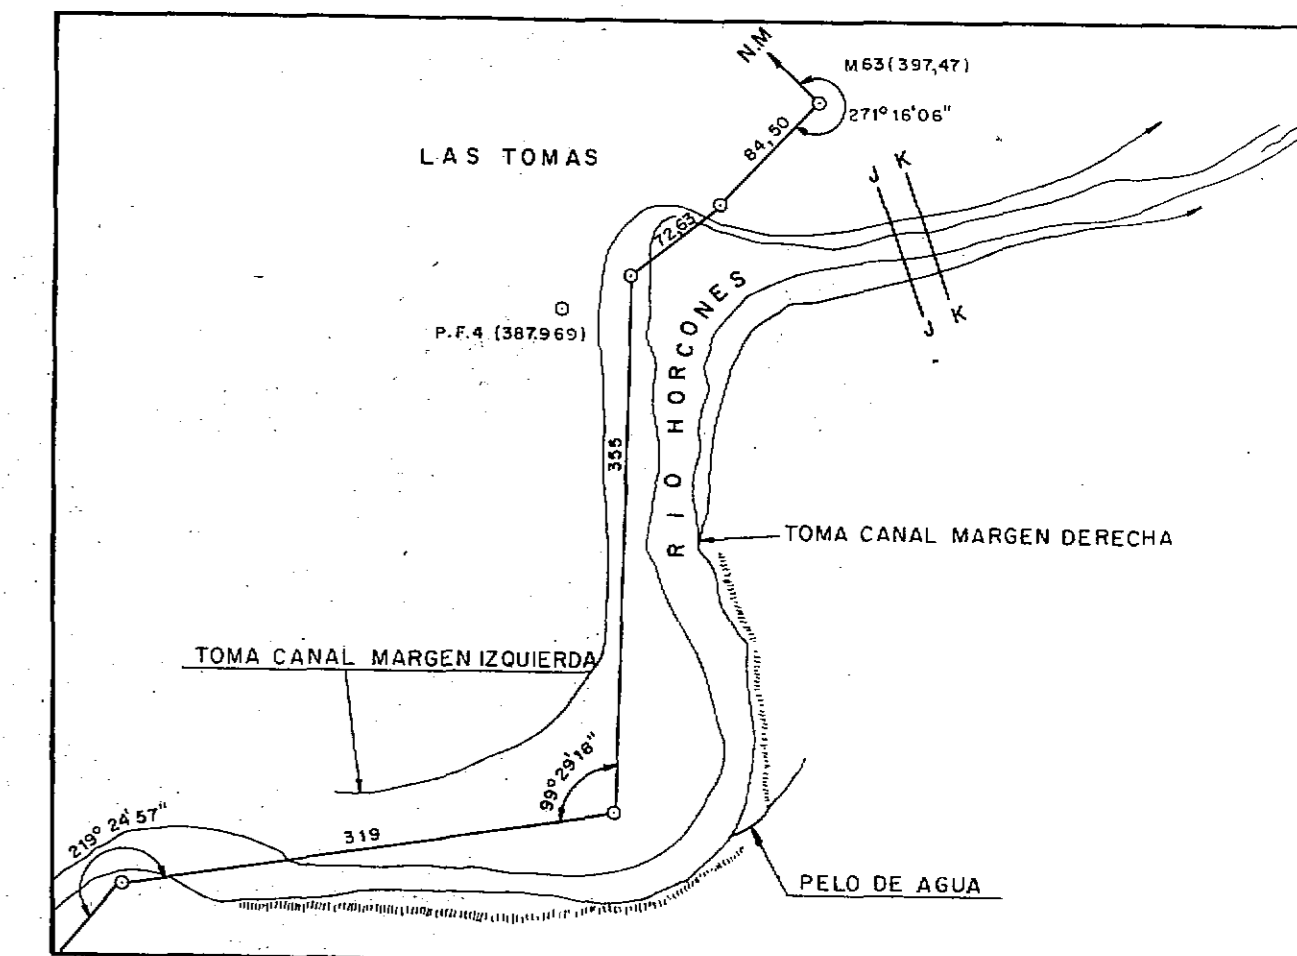 N.M
M63(397,47)
271° 16' 06"
84,50
LAS TOMAS
J K
72,63
P.F.4 (387.969)
J K
RIO HORCONES
355
TOMA CANAL MARGEN DERECHA
TOMA CANAL MARGEN IZQUIERDA
99° 29' 18"
219° 24' 57"
319
PELO DE AGUA